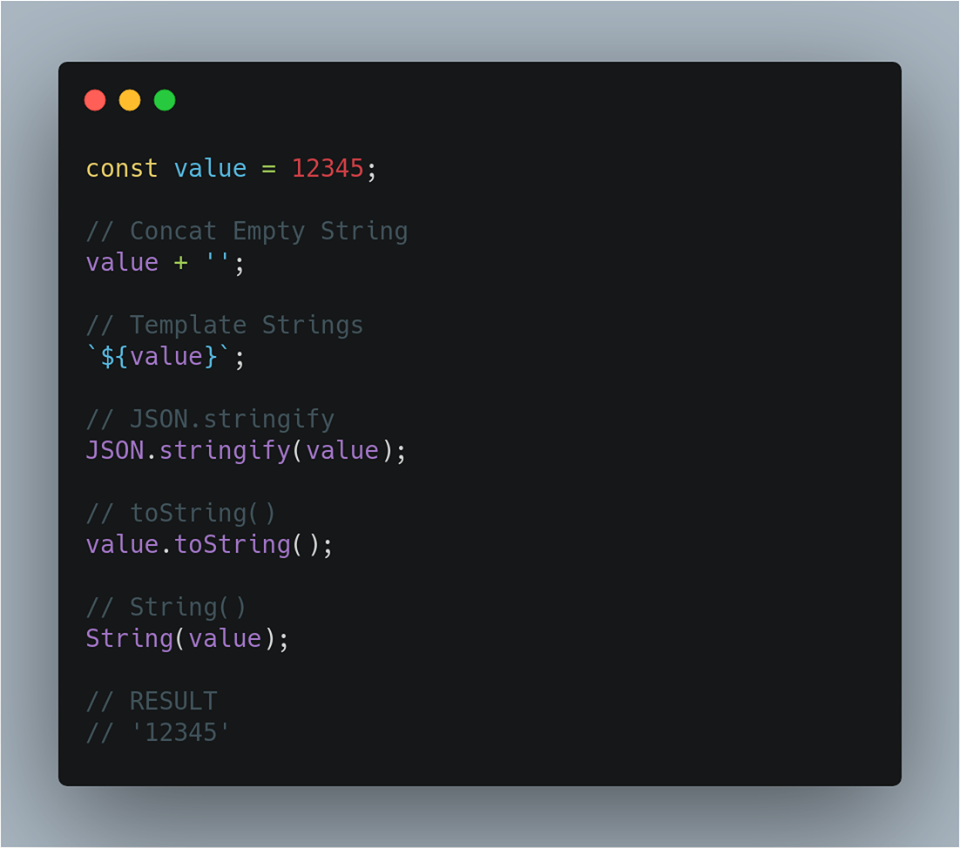 const value = 12345;
// Concat Empty String
value + '';
// Template Strings
`${value}`;
// JSON.stringify
JSON.stringify(value);
// toString()
value.toString();
// String()
String(value);
// RESULT
// '12345'